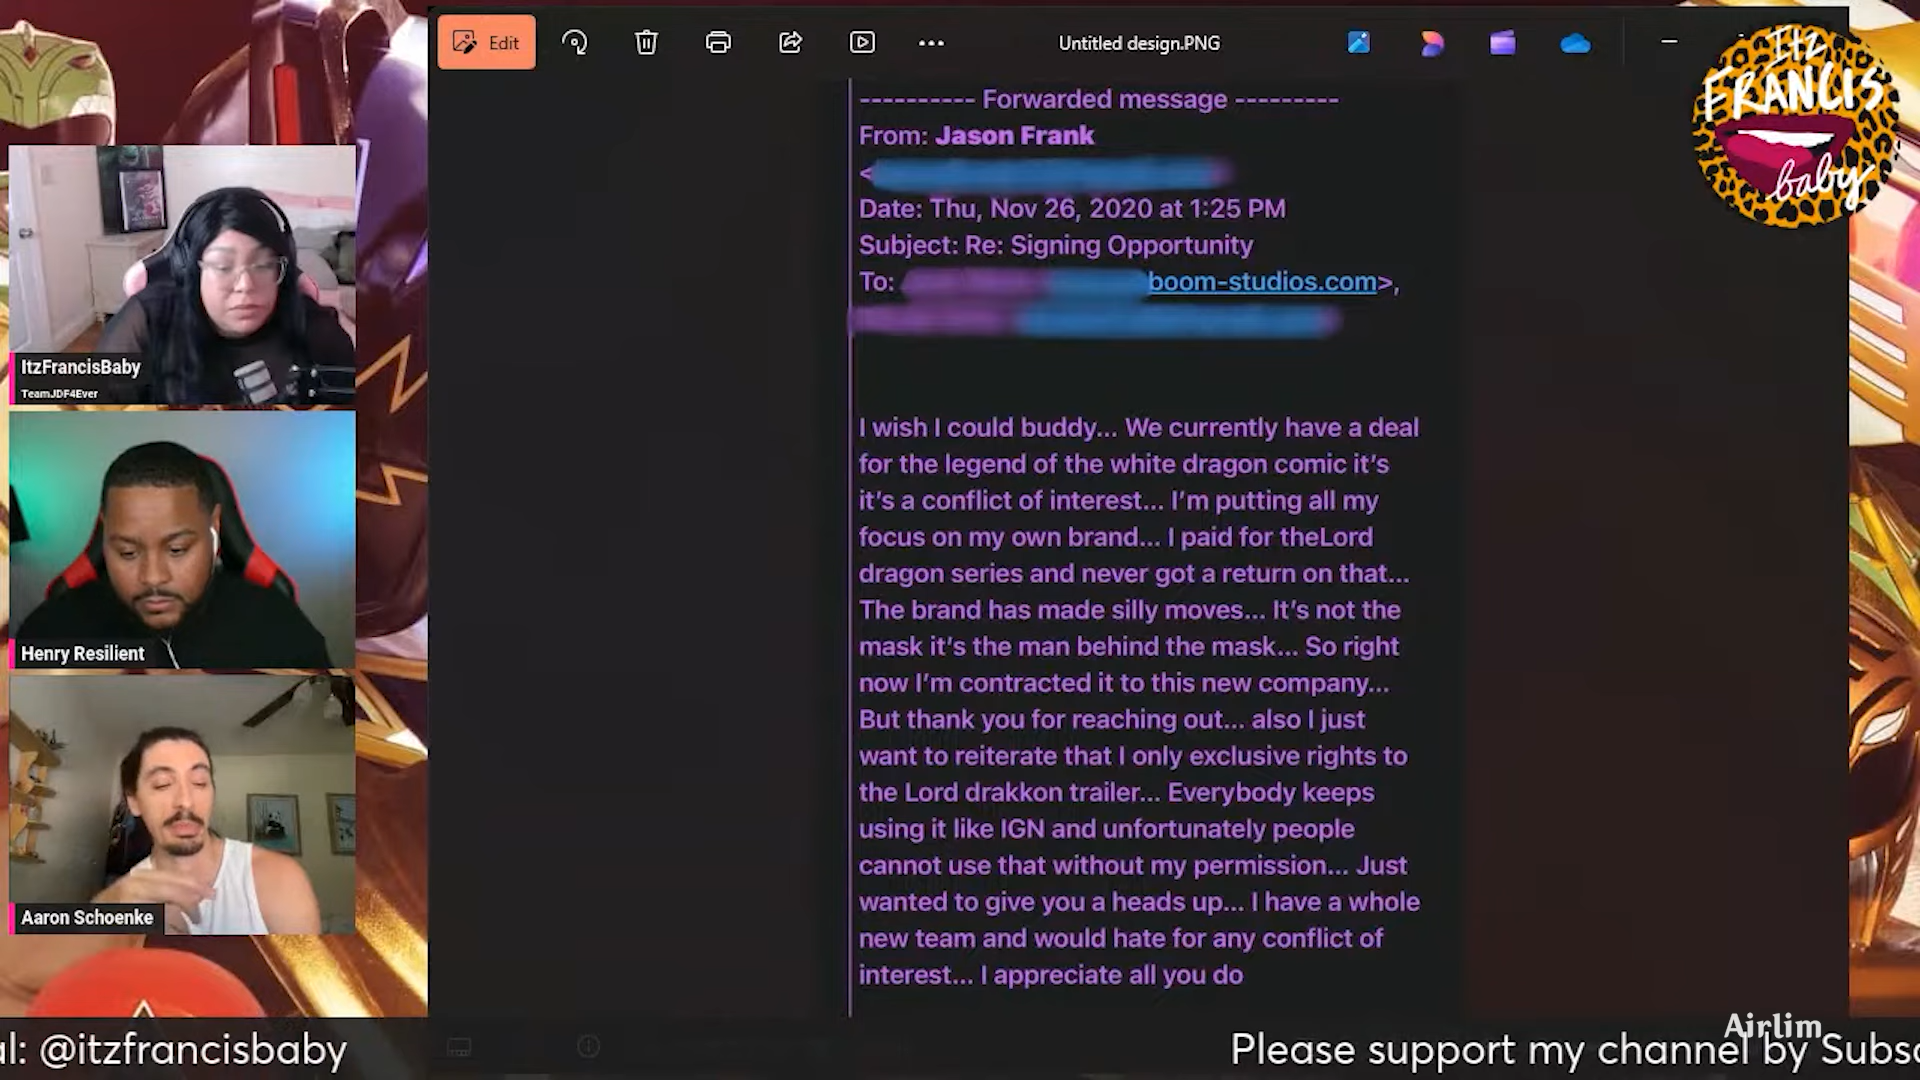 Edit
Untitled design.PNG
Itz
FRANCIS
baby
---------- Forwarded message ---------
From: Jason Frank
<
Date: Thu, Nov 26, 2020 at 1:25 PM
Subject: Re: Signing Opportunity
To: boom-studios.com>,
I wish I could buddy... We currently have a deal
for the legend of the white dragon comic it's
it's a conflict of interest... I'm putting all my
focus on my own brand... I paid for theLord
dragon series and never got a return on that...
The brand has made silly moves... It's not the
mask it's the man behind the mask... So right
now I'm contracted it to this new company...
But thank you for reaching out... also I just
want to reiterate that I only exclusive rights to
the Lord drakkon trailer... Everybody keeps
using it like IGN and unfortunately people
cannot use that without my permission... Just
wanted to give you a heads up... I have a whole
new team and would hate for any conflict of
interest... I appreciate all you do
ItzFrancisBaby
TeamJDF4Ever
Henry Resilient
Aaron Schoenke
Airlim
al: @itzfrancisbaby
Please support my channel by Subsc